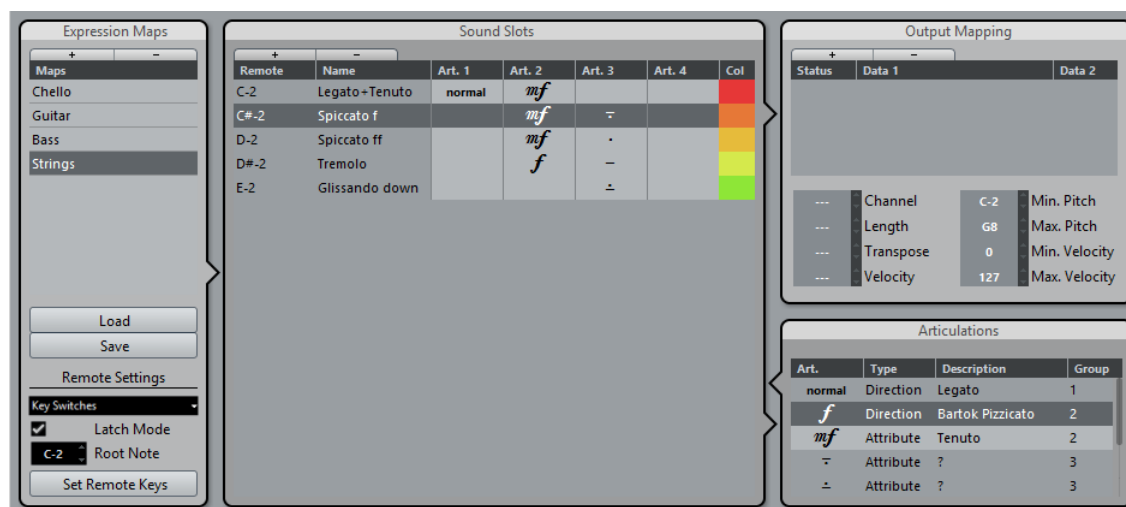 Expression Maps
+ -
Maps
Chello
Guitar
Bass
Strings
Load
Save
Remote Settings
Key Switches
Latch Mode
C-2 Root Note
Set Remote Keys
Sound Slots
+ -
Remote Name Art. 1 Art. 2 Art. 3 Art. 4 Col
C-2 Legato+Tenuto normal mf
C#-2 Spiccato f mf
D-2 Spiccato ff mf
D#-2 Tremolo f
E-2 Glissando down
Output Mapping
+ -
Status Data 1 Data 2
--- Channel C-2 Min. Pitch
--- Length G8 Max. Pitch
--- Transpose 0 Min. Velocity
--- Velocity 127 Max. Velocity
Articulations
Art. Type Description Group
normal Direction Legato 1
f Direction Bartok Pizzicato 2
mf Attribute Tenuto 2
Attribute ? 3
Attribute ? 3